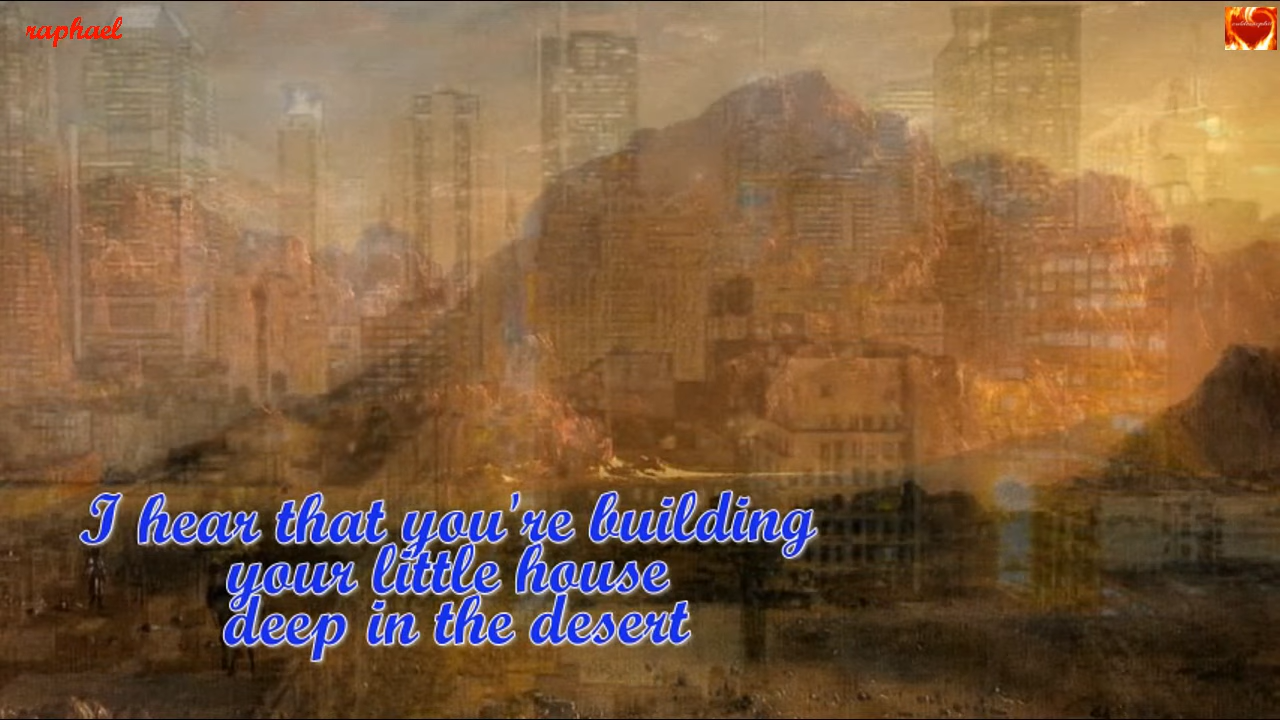 raphael
I hear that you're building
your little house
deep in the desert